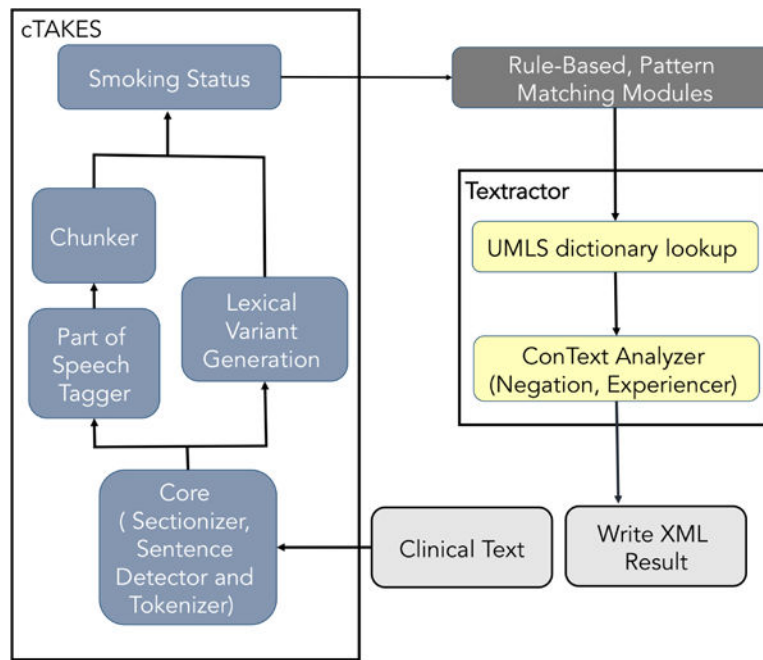 cTAKES
Smoking Status
Rule-Based, Pattern
Matching Modules
Chunker
Part of
Speech
Tagger
Lexical
Variant
Generation
Core
( Sectionizer,
Sentence
Detector and
Tokenizer)
Textractor
UMLS dictionary lookup
ConText Analyzer
(Negation, Experiencer)
Clinical Text
Write XML
Result